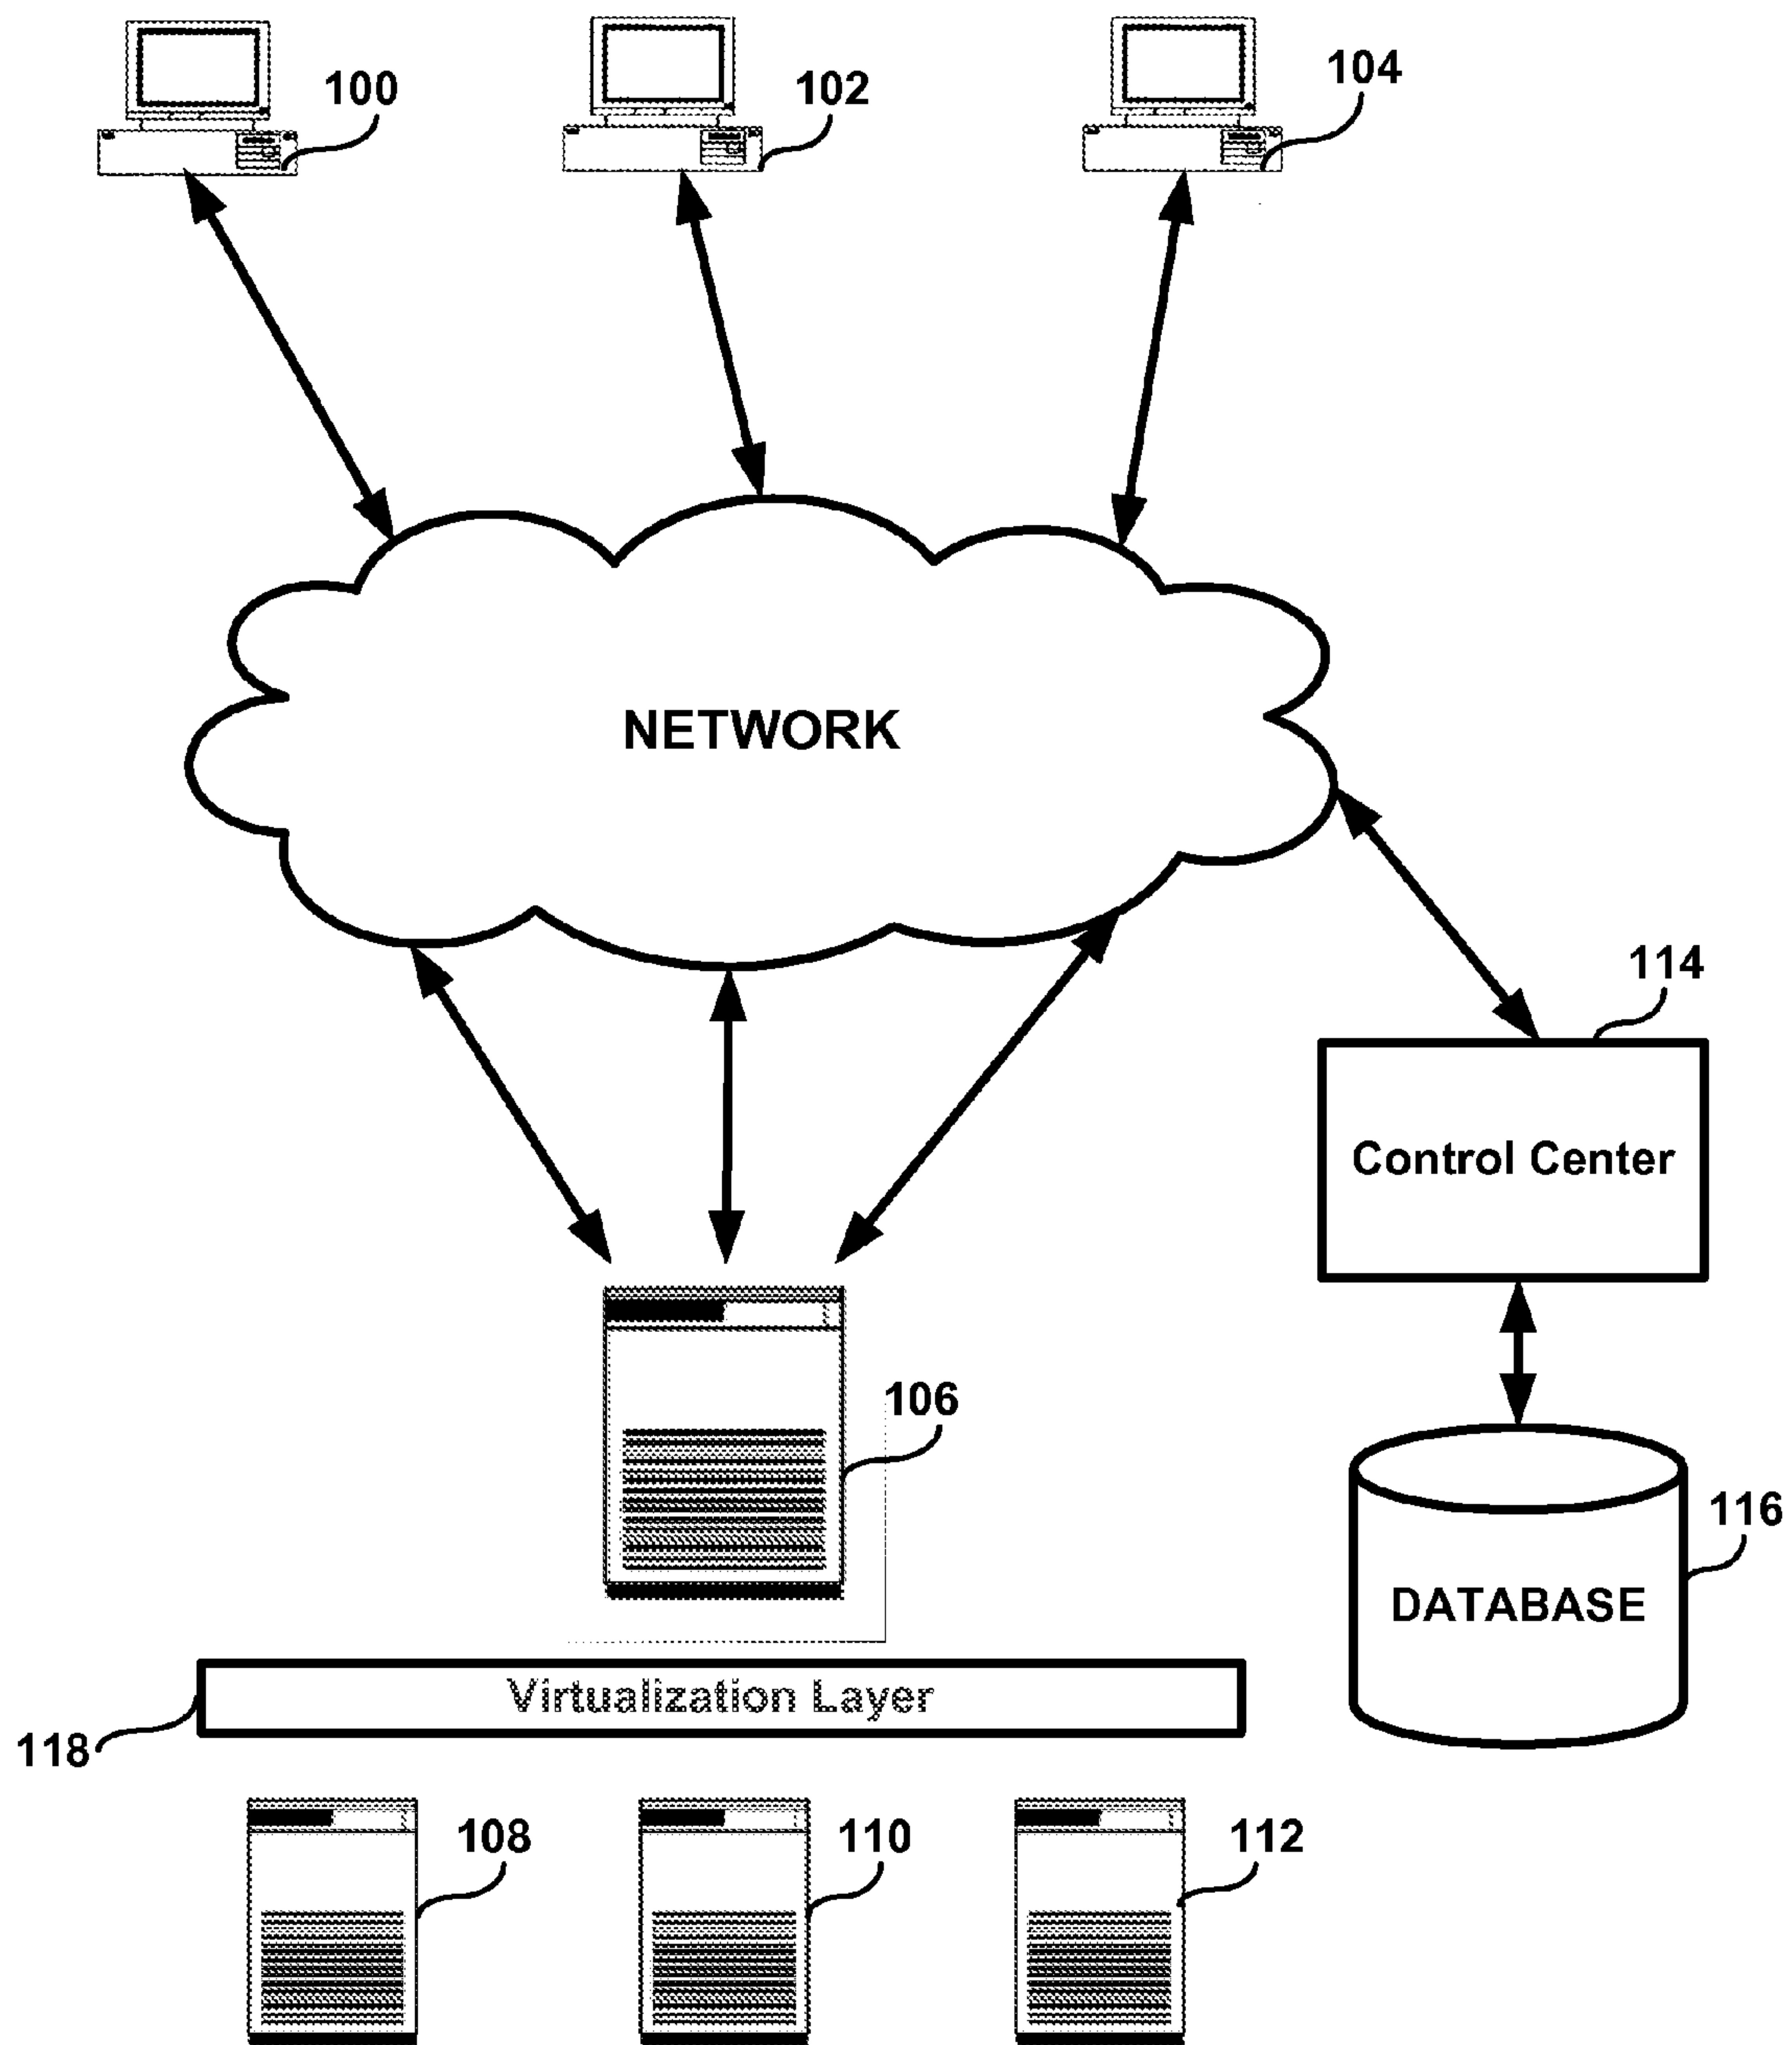 100
102
104
NETWORK
114
Control Center
106
116
DATABASE
Virtualization Layer
118
108
110
112